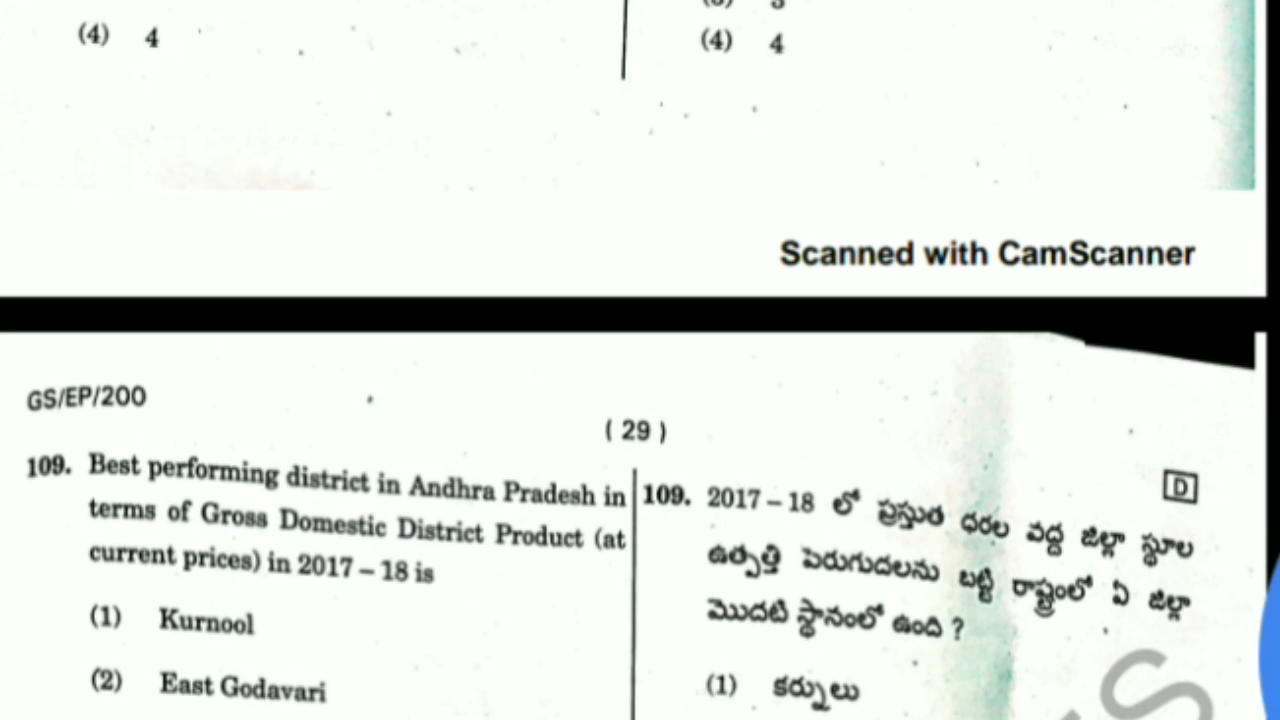 (4) 4
(3) 3
(4) 4
Scanned with CamScanner
GS/EP/200
( 29 )
D
109. Best performing district in Andhra Pradesh in
terms of Gross Domestic District Product (at
current prices) in 2017 – 18 is
(1) Kurnool
(2) East Godavari
109. 2017 – 18 లో ప్రస్తుత ధరల వద్ద జిల్లా స్థూల
ఉత్పత్తి పెరుగుదలను బట్టి రాష్ట్రంలో ఏ జిల్లా
మొదటి స్థానంలో ఉంది ?
(1) కర్నులు
S